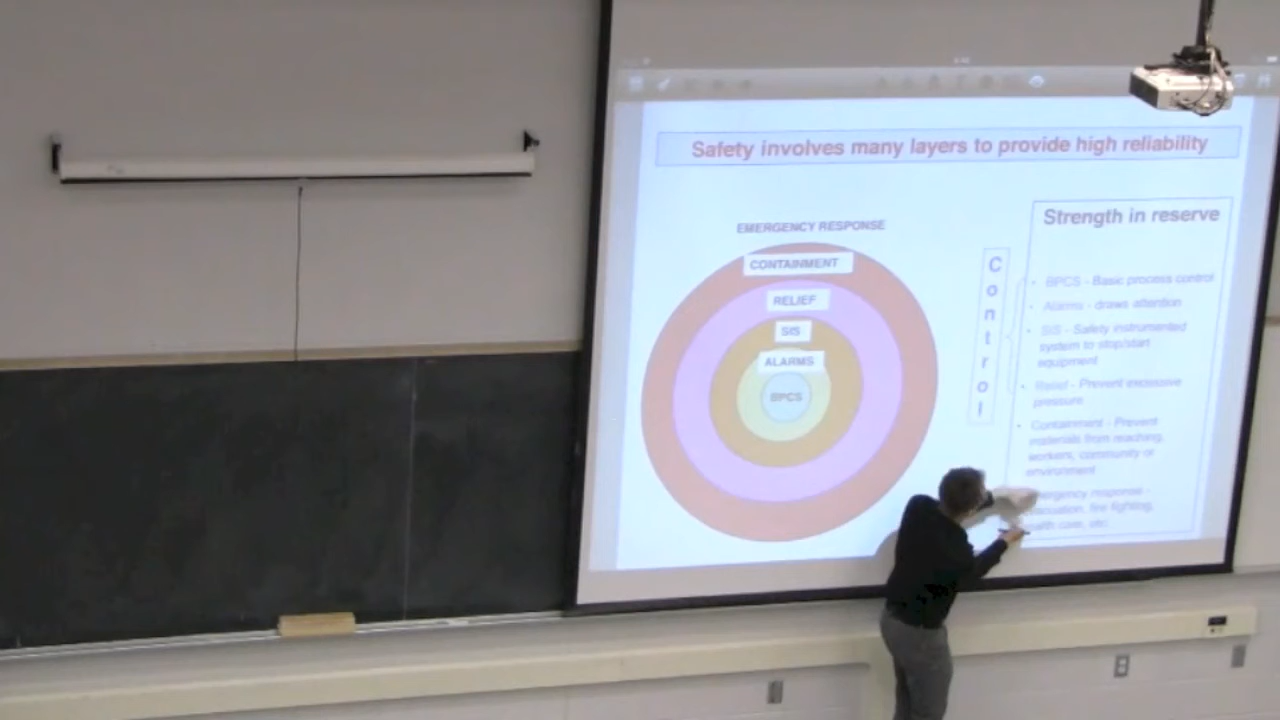 Safety involves many layers to provide high reliability
EMERGENCY RESPONSE
CONTAINMENT
RELIEF
SIS
ALARMS
BPCS
Control
Strength in reserve
• BPCS - Basic process control
• Alarms - draws attention
• SIS - Safety instrumented
system to stop/start
equipment
• Relief - Prevent excessive
pressure
• Containment - Prevent
materials from reaching,
workers, community or
environment
response -
fire fighting,
care, etc.